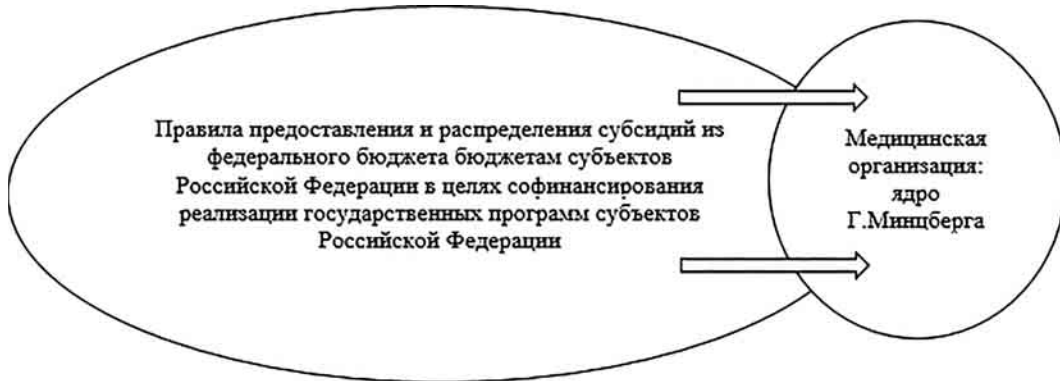 Правила предоставления и распределения субсидий из
федерального бюджета бюджетам субъектов
Российской Федерации в целях софинансирования
реализации государственных программ субъектов
Российской Федерации
Медицинская
организация:
ядро
Г.Минцберга